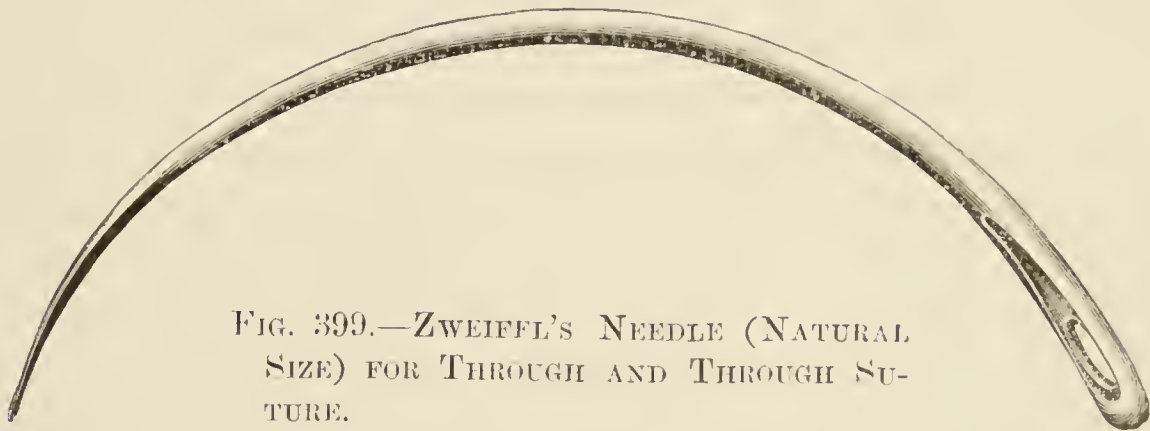 FIG. 399.—ZWEIFFL'S NEEDLE (NATURAL
SIZE) FOR THROUGH AND THROUGH SU-
TURE.